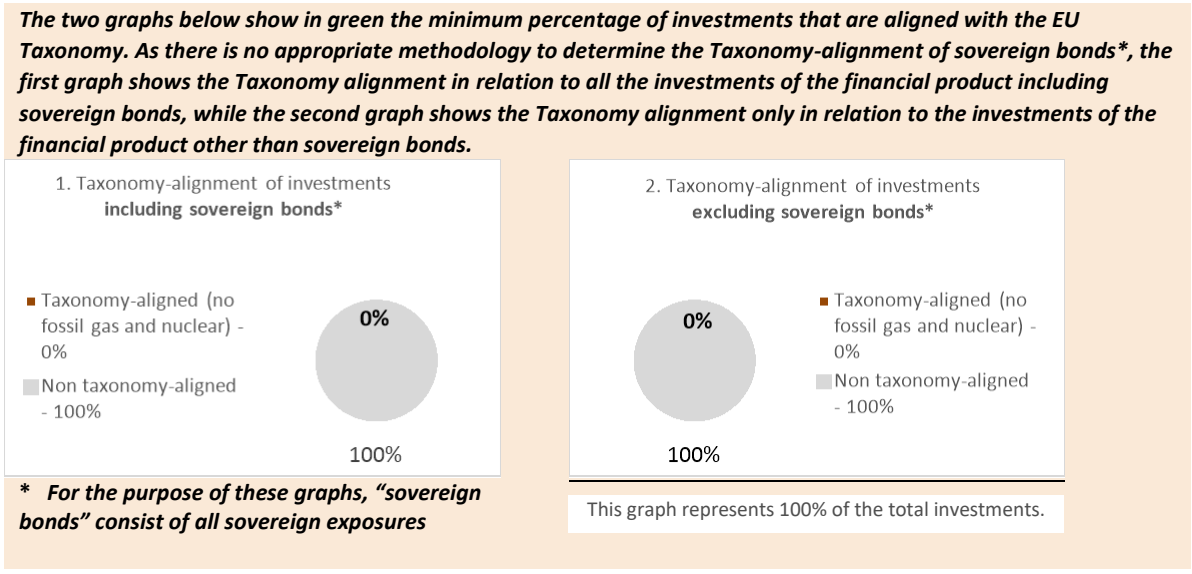 The two graphs below show in green the minimum percentage of investments that are aligned with the EU
Taxonomy. As there is no appropriate methodology to determine the Taxonomy-alignment of sovereign bonds*, the
first graph shows the Taxonomy alignment in relation to all the investments of the financial product including
sovereign bonds, while the second graph shows the Taxonomy alignment only in relation to the investments of the
financial product other than sovereign bonds.
1. Taxonomy-alignment of investments
including sovereign bonds*
Taxonomy-aligned (no
fossil gas and nuclear) -
0%
Non taxonomy-aligned
- 100%
0%
100%
2. Taxonomy-alignment of investments
excluding sovereign bonds*
0%
100%
Taxonomy-aligned (no
fossil gas and nuclear) -
0%
Non taxonomy-aligned
- 100%
* For the purpose of these graphs, “sovereign
bonds” consist of all sovereign exposures
This graph represents 100% of the total investments.